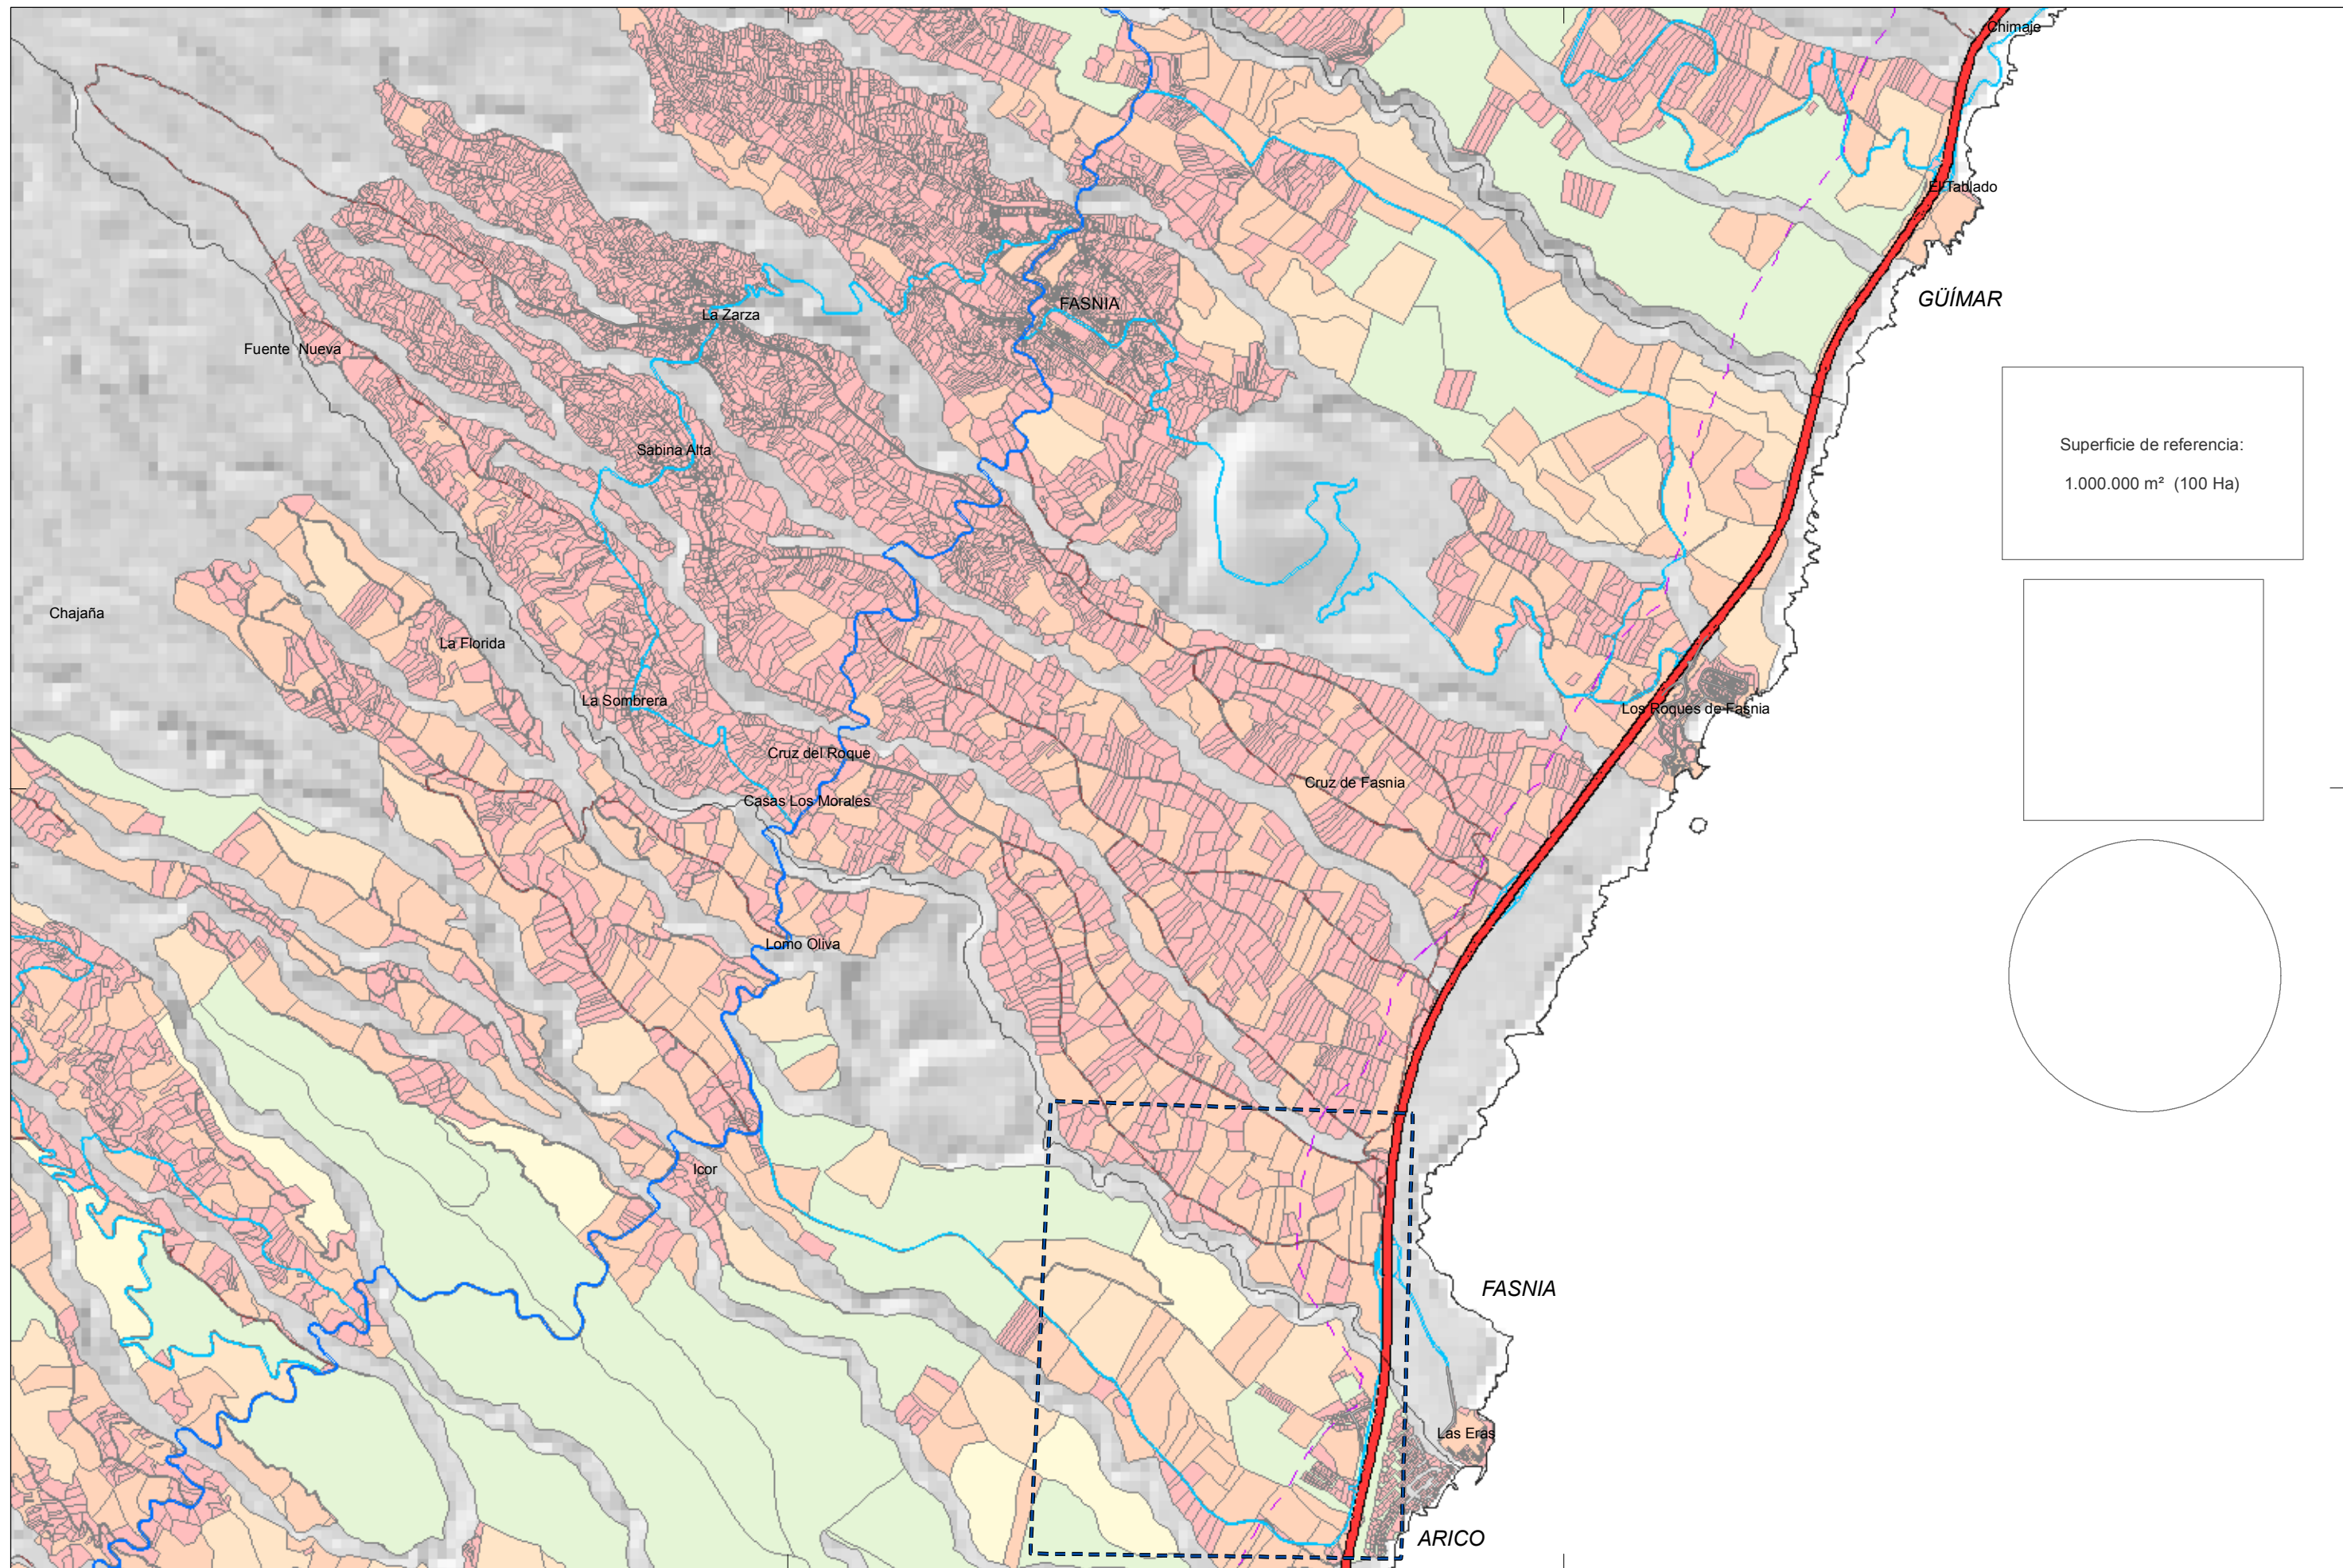 Chimaje
El Tablado
GÜÍMAR
FASNIA
La Zarza
Fuente Nueva
Superficie de referencia:
1.000.000 m² (100 Ha)
Sabina Alta
Chajaña
La Florida
La Sombrera
Los Roques de Fasnia
Cruz del Roque
Cruz de Fasnia
Casas Los Morales
Lomo Oliva
Icor
FASNIA
Las Eras
ARICO